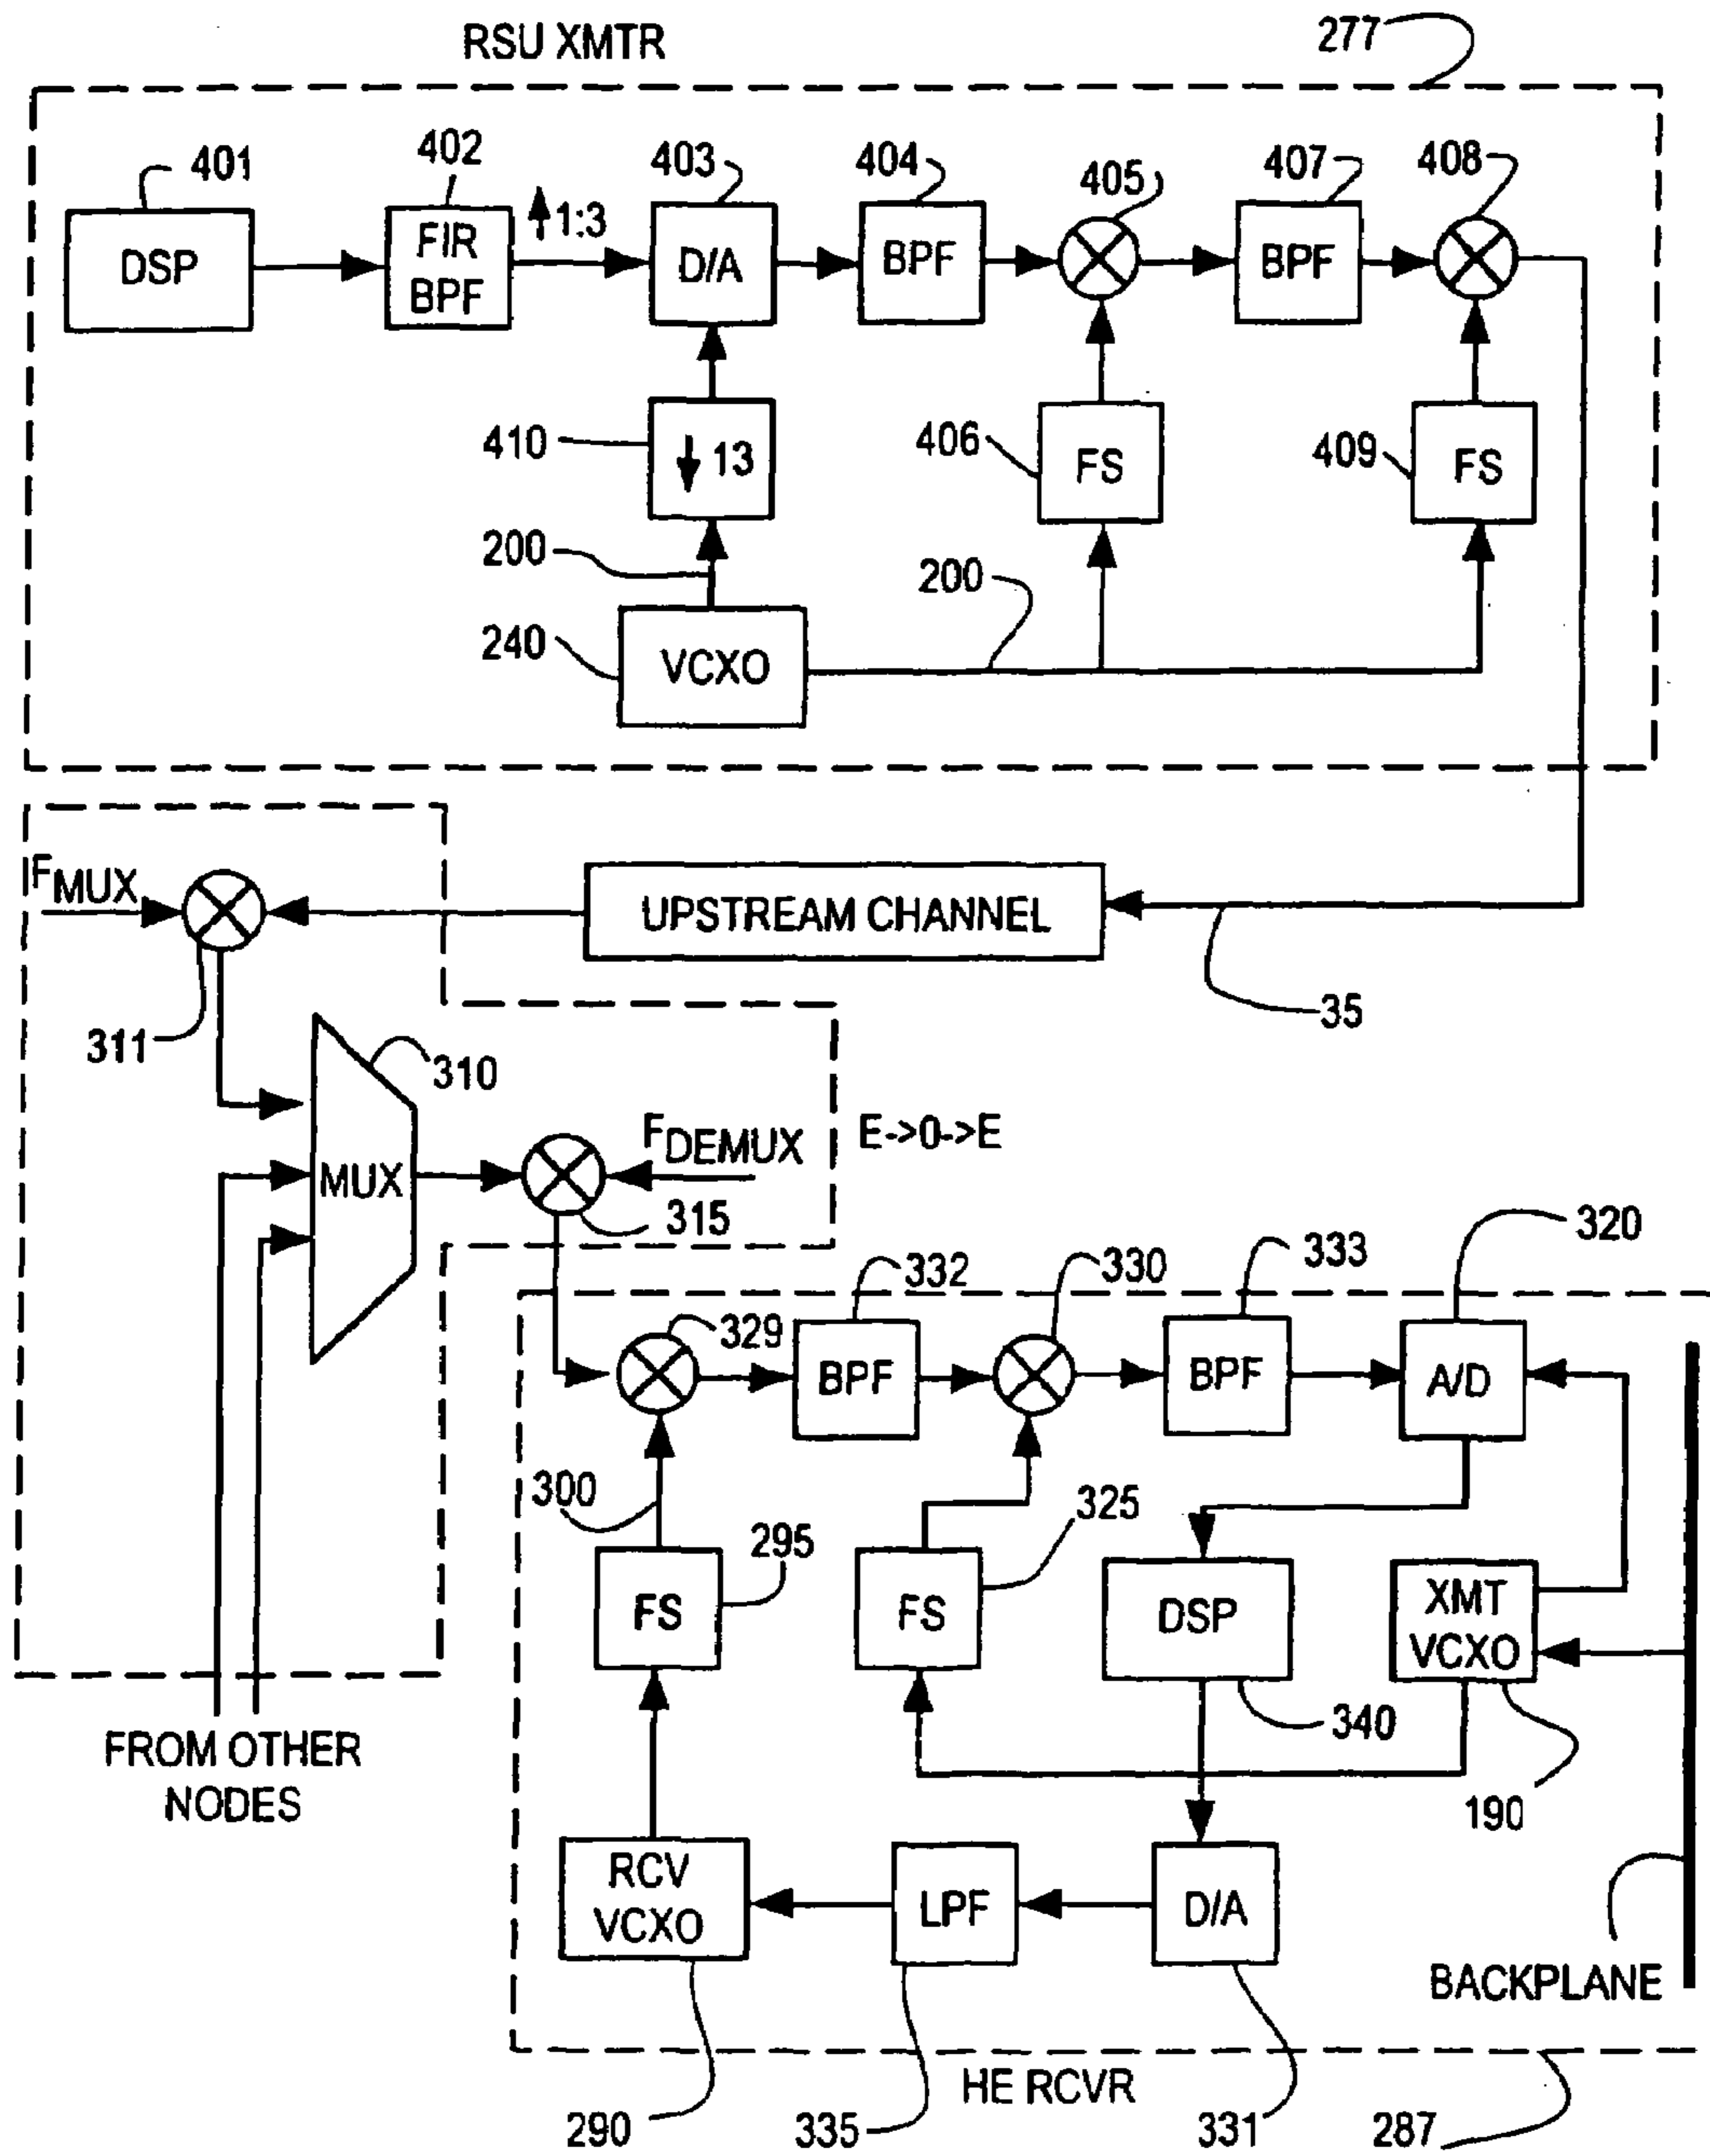 RSU XMTR
277
401
402
403
404
405
407
408
DSP
FIR
BPF
1:3
D/A
BPF
BPF
410
13
406
FS
409
FS
200
200
240
VCXO
FMUX
UPSTREAM CHANNEL
311
35
310
MUX
FDEMUX
E->0->E
315
320
332
330
333
329
BPF
BPF
A/D
300
325
295
FS
FS
DSP
XMT
VCXO
340
FROM OTHER
NODES
190
RCV
VCXO
LPF
D/A
BACKPLANE
HE RCVR
290
335
331
287